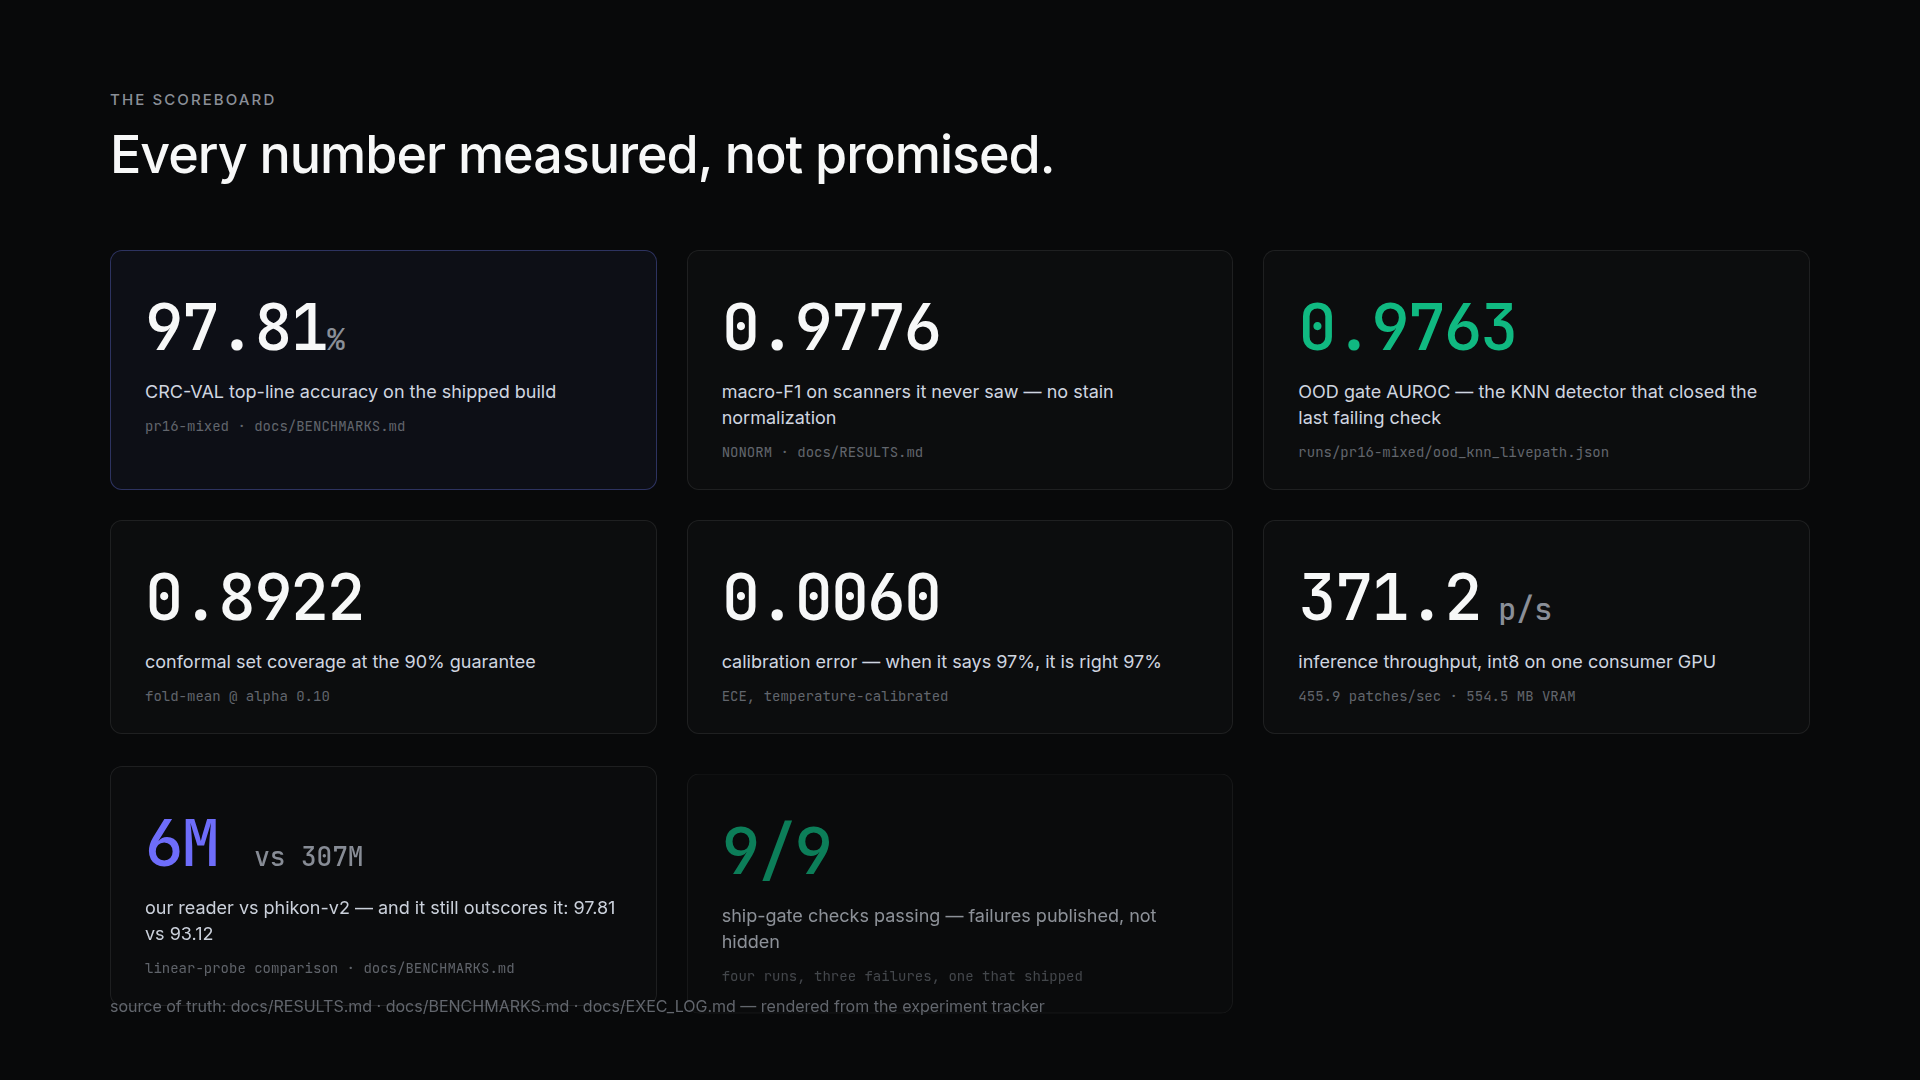 THE SCOREBOARD
Every number measured, not promised.
97.81%
CRC-VAL top-line accuracy on the shipped build
pr16-mixed · docs/BENCHMARKS.md
0.9776
macro-F1 on scanners it never saw — no stain
normalization
NONORM · docs/RESULTS.md
0.9763
OOD gate AUROC — the KNN detector that closed the
last failing check
runs/pr16-mixed/ood_knn_livepath.json
0.8922
conformal set coverage at the 90% guarantee
fold-mean @ alpha 0.10
0.0060
calibration error — when it says 97%, it is right 97%
ECE, temperature-calibrated
371.2 p/s
inference throughput, int8 on one consumer GPU
455.9 patches/sec · 554.5 MB VRAM
6M vs 307M
our reader vs phikon-v2 — and it still outscores it: 97.81
vs 93.12
linear-probe comparison · docs/BENCHMARKS.md
9/9
ship-gate checks passing — failures published, not
hidden
four runs, three failures, one that shipped
source of truth: docs/RESULTS.md · docs/BENCHMARKS.md · docs/EXEC_LOG.md — rendered from the experiment tracker